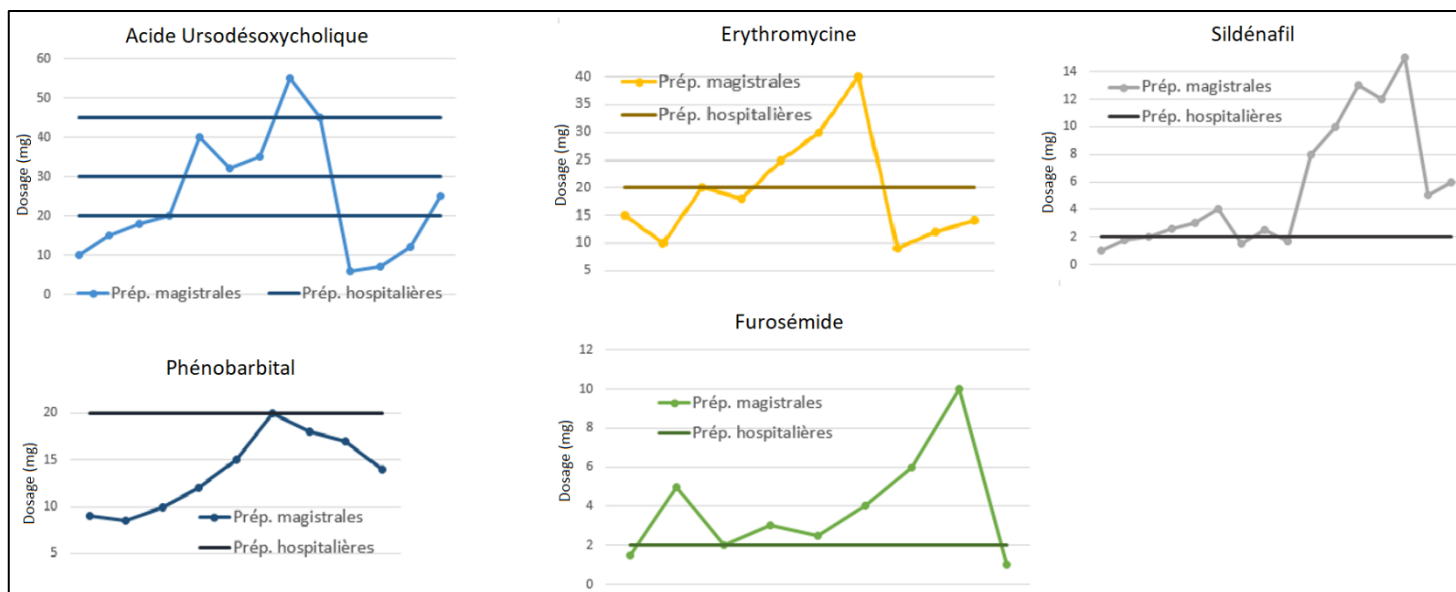 Acide Ursodésoxycholique
60
50
40
30
20
10
0
Dosage (mg)
Prép. magistrales
Prép. hospitalières
Erythromycine
40
35
30
25
20
15
10
5
Dosage (mg)
Prép. magistrales
Prép. hospitalières
Sildénafil
14
12
10
8
6
4
2
0
Dosage (mg)
Prép. magistrales
Prép. hospitalières
Phénobarbital
20
15
10
5
Dosage (mg)
Prép. magistrales
Prép. hospitalières
Furosémide
12
10
8
6
4
2
0
Dosage (mg)
Prép. magistrales
Prép. hospitalières